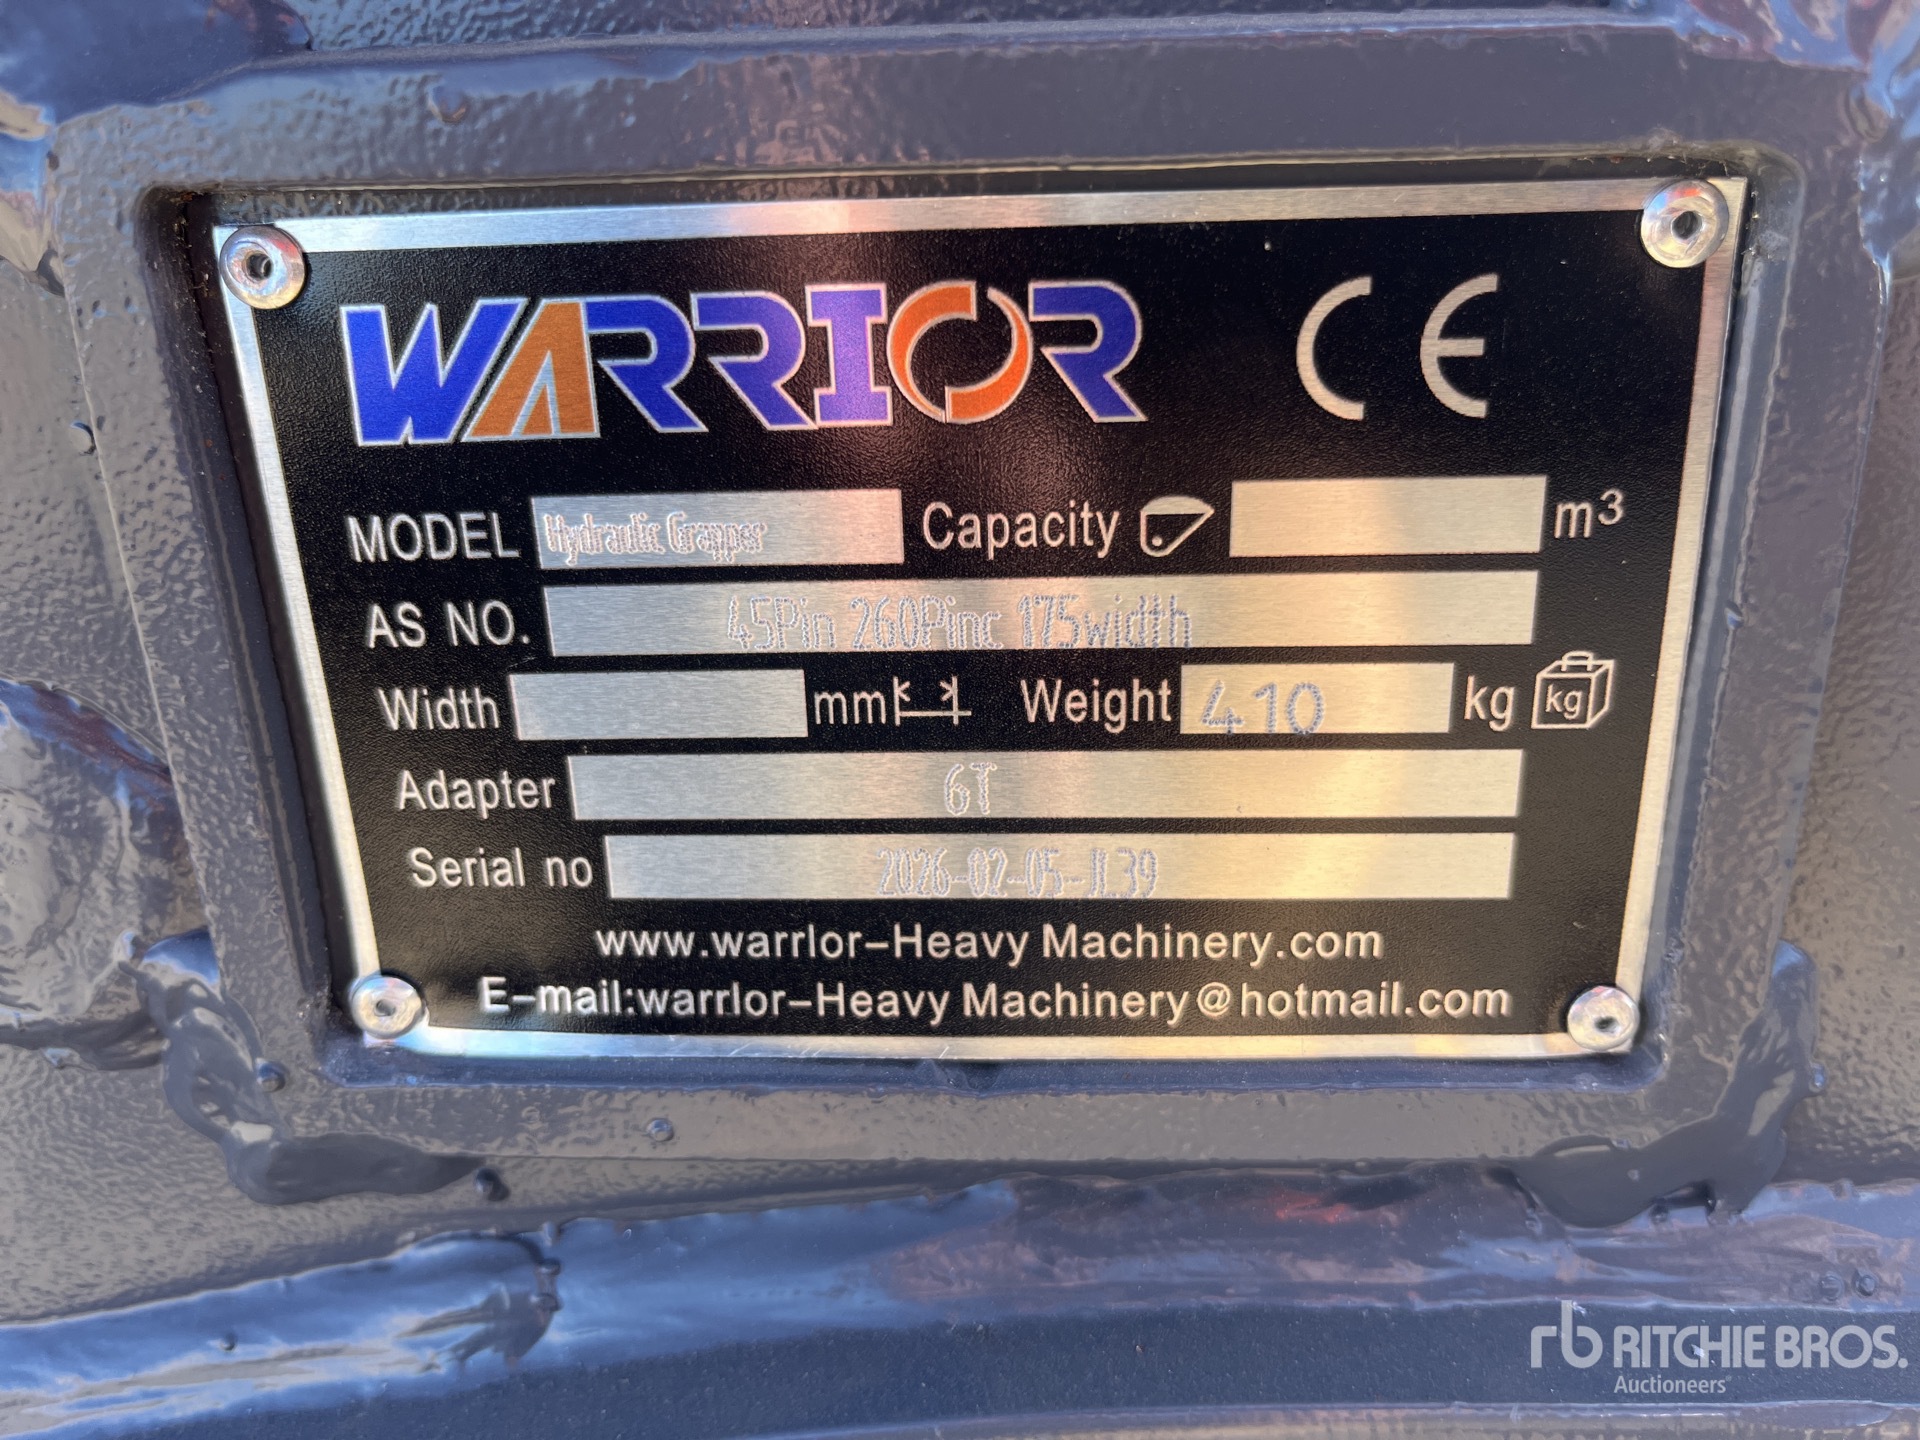 WARRIOR CE
MODEL Hydraulic Grapper Capacity m³
AS NO. 45Pin 260Pinc 175width
Width mm Weight 410 kg kg
Adapter 6T
Serial no 2026-02-05-JL39
www.warrlor-Heavy Machinery.com
E-mail:warrlor-Heavy Machinery@hotmail.com
rb RITCHIE BROS.
Auctioneers